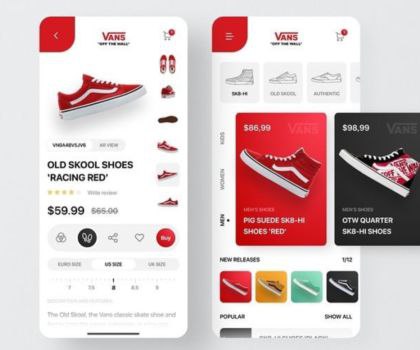 VANS
"OFF THE WALL"
VN0A4BV5JV6
AR VIEW
OLD SKOOL SHOES
'RACING RED'
Write review
$59.99
$65.00
Buy
EURO SIZE
US SIZE
UK SIZE
7
7.5
8
8.5
9
DESCRIPTION AND FEATURES
The Old Skool, the Vans classic skate shoe and
VANS
"OFF THE WALL"
SK8-HI
OLD SKOOL
AUTHENTIC
KIDS
WOMEN
MEN
$86,99
VANS
MEN'S SHOES
PIG SUEDE SK8-HI
SHOES 'RED'
$98,99
VANS
MEN'S SHOES
OTW QUARTER
SK8-HI SHOES
NEW RELEASES
1/12
POPULAR
SHOW ALL